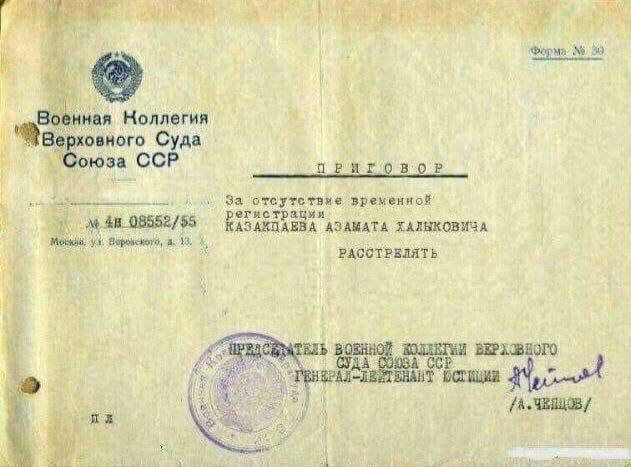 Форма № 30
Военная Коллегия
Верховного Суда
Союза ССР
№ 4н 08552/55
Москва, ул. Воровского, д. 13.
ПРИГОВОР
За отсутствие временной
регистрации
КАЗАКПАЕВА АЗАМАТА ХАЛЫКОВИЧА
РАССТРЕЛЯТЬ
ПРЕДСЕДАТЕЛЬ ВОЕННОЙ КОЛЛЕГИИ ВЕРХОВНОГО
СУДА СОЮЗА ССР
ГЕНЕРАЛ-ЛЕЙТЕНАНТ ЮСТИЦИИ
/А.ЧЕПЦОВ/
П Л